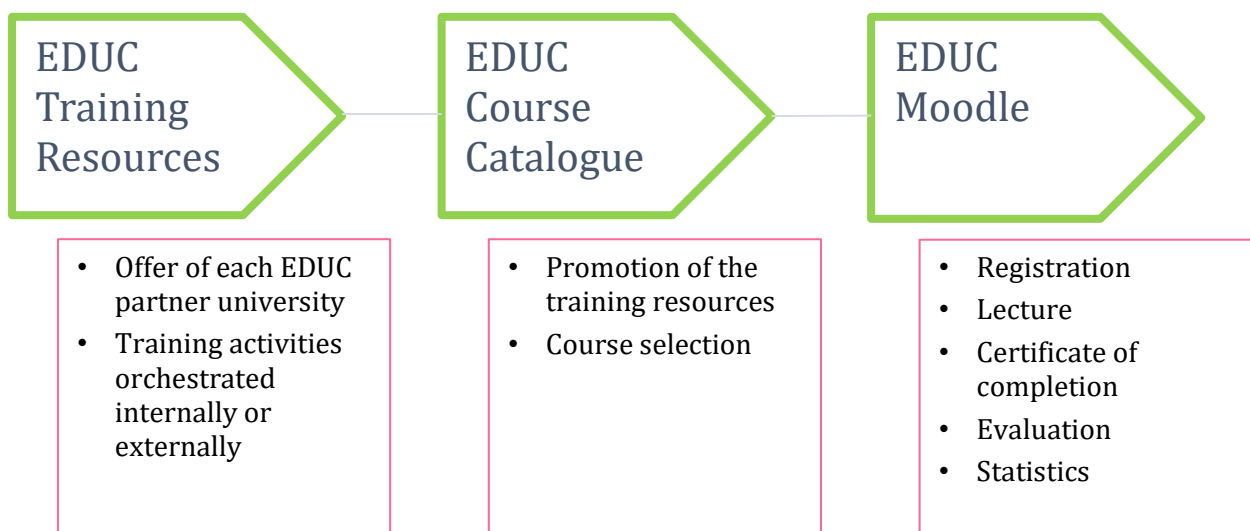 EDUC
Training
Resources
• Offer of each EDUC
partner university
• Training activities
orchestrated
internally or
externally
EDUC
Course
Catalogue
• Promotion of the
training resources
• Course selection
EDUC
Moodle
• Registration
• Lecture
• Certificate of
completion
• Evaluation
• Statistics